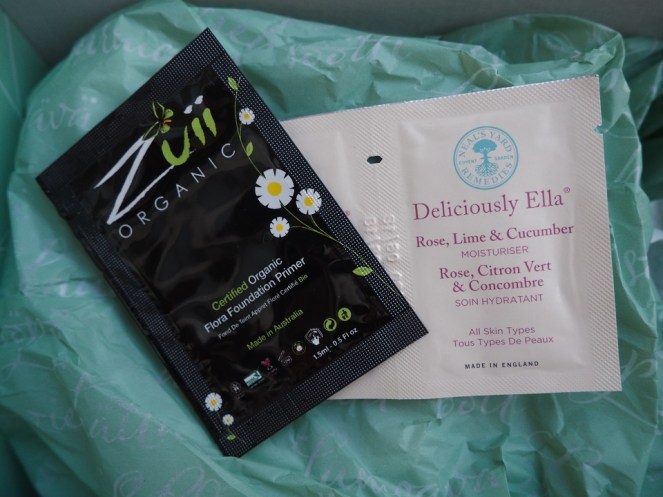 Zuii
ORGANIC
Certified Organic
Flora Foundation Primer
Fond De Teint Apprêt Flore Certifié Bio
Made in Australia
1.5ml - 0.5 Fl oz
NEAL'S YARD
REMEDIES
Deliciously Ella®
Rose, Lime & Cucumber
MOISTURISER
Rose, Citron Vert
& Concombre
SOIN HYDRATANT
All Skin Types
Tous Types De Peaux
MADE IN ENGLAND